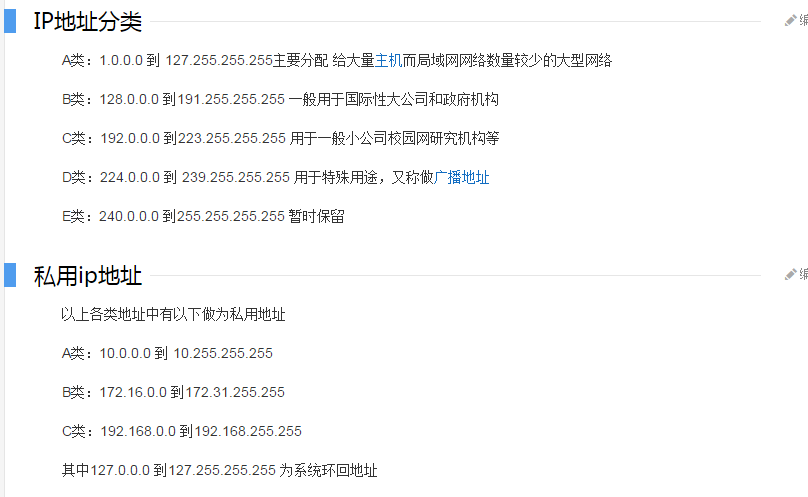 IP地址分类
编
A类：1.0.0.0 到 127.255.255.255主要分配 给大量主机而局域网网络数量较少的大型网络
B类：128.0.0.0 到191.255.255.255 一般用于国际性大公司和政府机构
C类：192.0.0.0 到223.255.255.255 用于一般小公司校园网研究机构等
D类：224.0.0.0 到 239.255.255.255 用于特殊用途，又称做广播地址
E类：240.0.0.0 到255.255.255.255 暂时保留
私用ip地址
编
以上各类地址中有以下做为私用地址
A类：10.0.0.0 到 10.255.255.255
B类：172.16.0.0 到172.31.255.255
C类：192.168.0.0 到192.168.255.255
其中127.0.0.0 到127.255.255.255 为系统环回地址